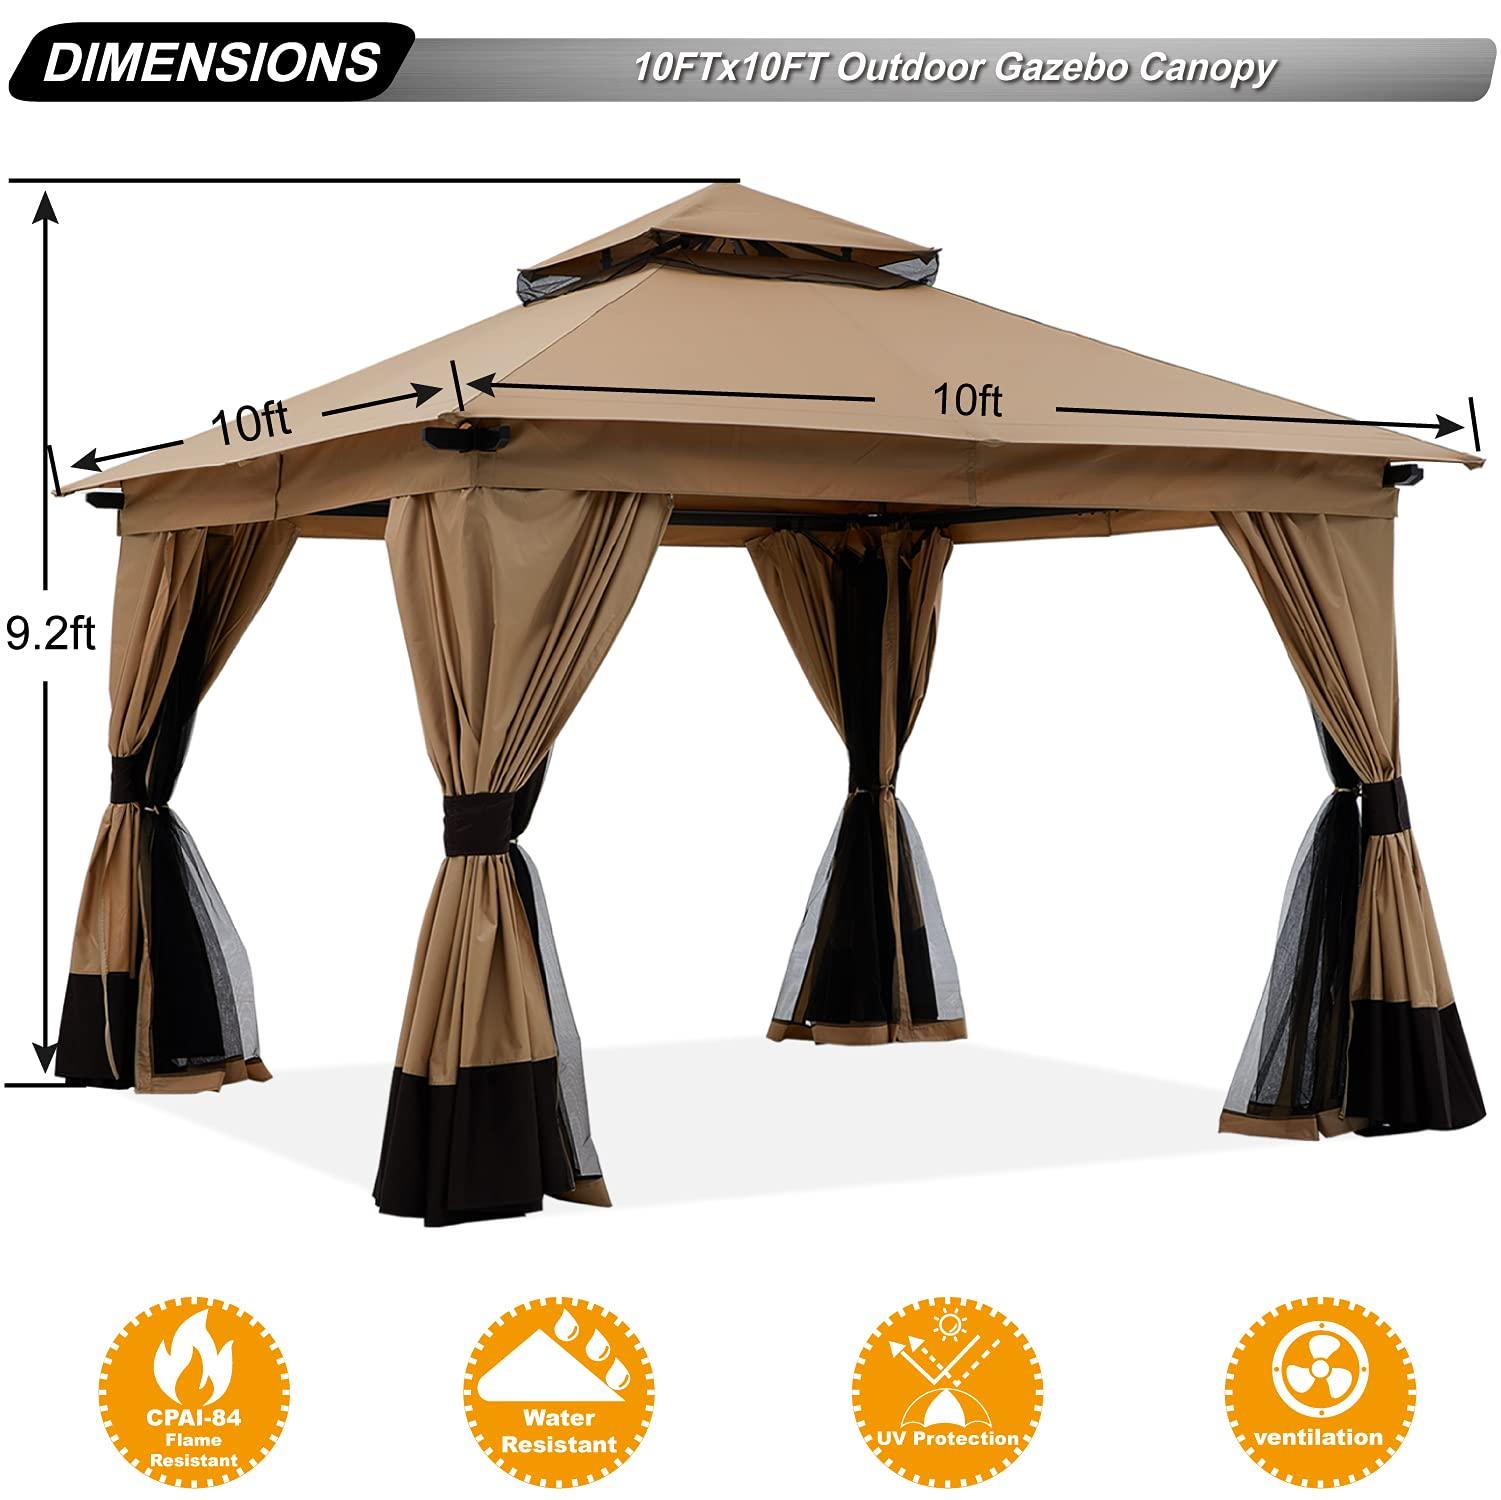 DIMENSIONS
10FTx10FT Outdoor Gazebo Canopy
10ft
10ft
9.2ft
CPAI-84
Flame
Resistant
Water
Resistant
UV Protection
ventilation